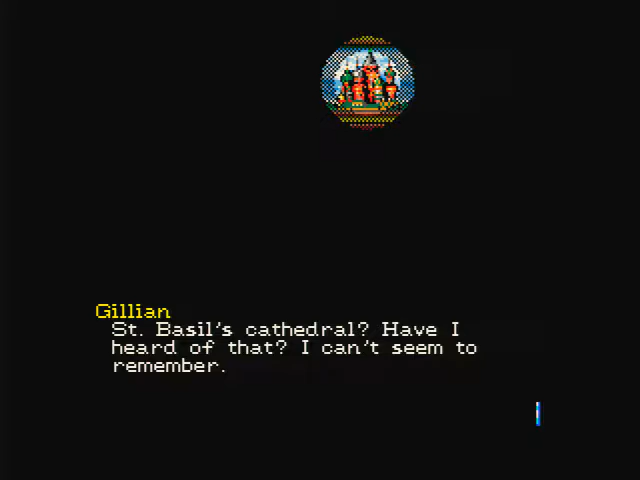 Gillian
St. Basil's cathedral? Have I
heard of that? I can't seem to
remember.